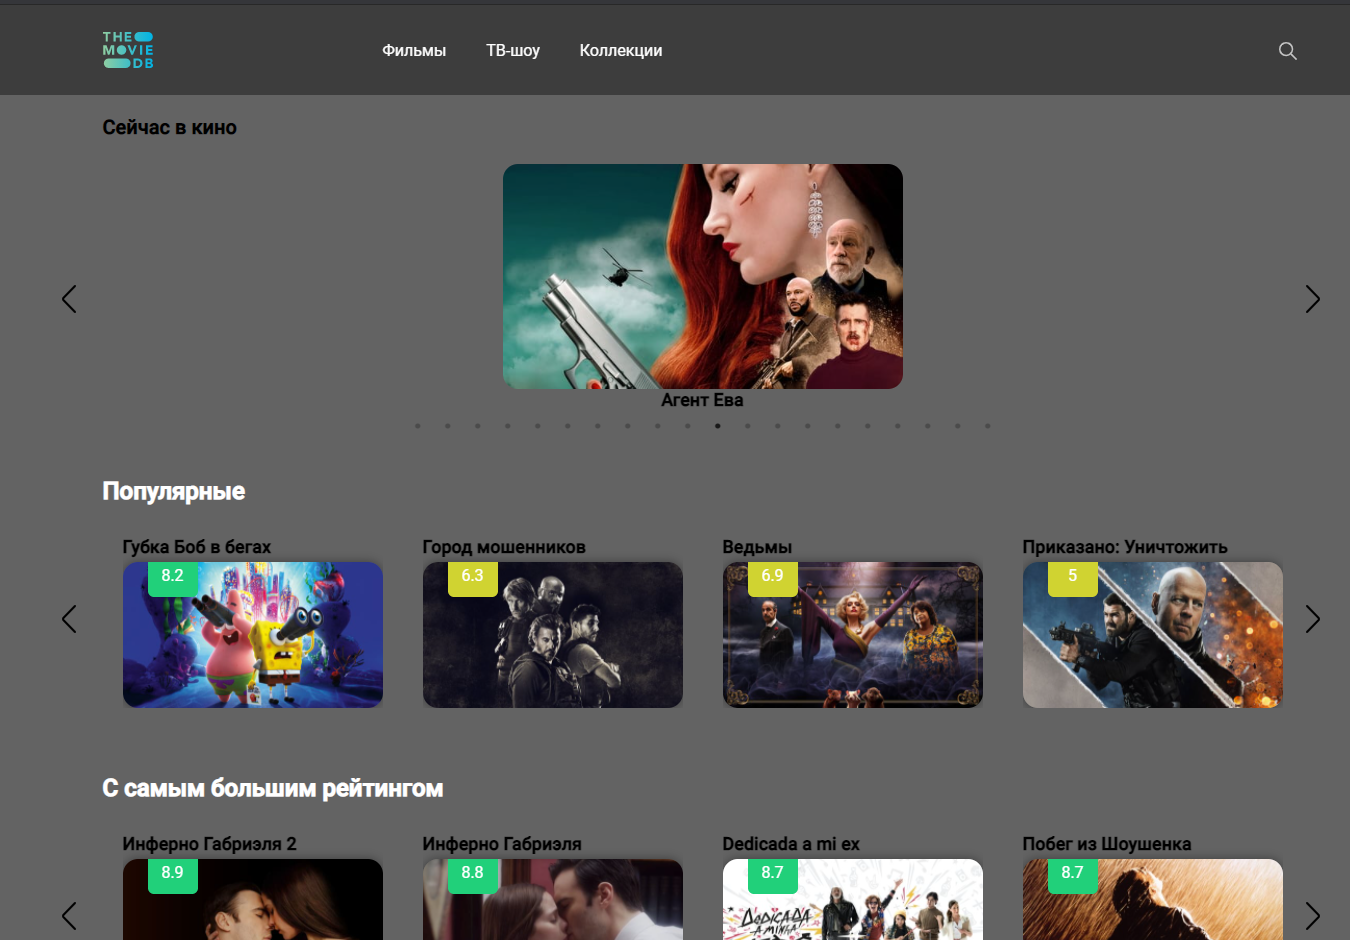 THE
MOVIE
DB
Фильмы ТВ-шоу Коллекции
Сейчас в кино
Агент Ева
Популярные
Губка Боб в бегах Город мошенников Ведьмы Приказано: Уничтожить
8.2 6.3 6.9 5
С самым большим рейтингом
Инферно Габриэля 2 Инферно Габриэля Dedicada a mi ex Побег из Шоушенка
8.9 8.8 8.7 8.7
DEDICADA
A MI